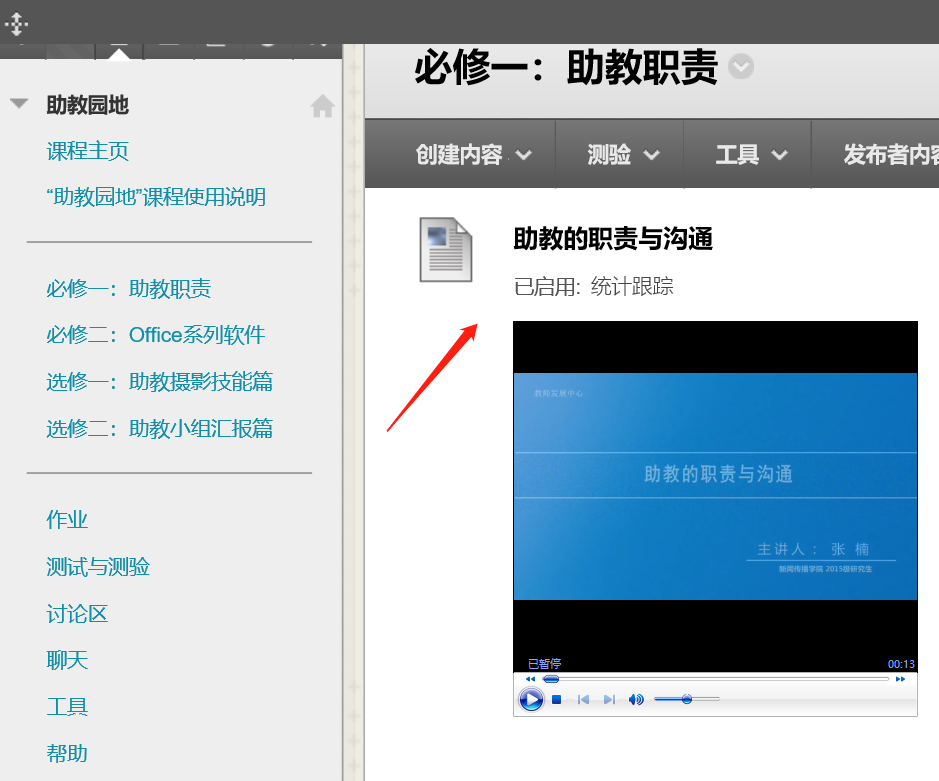 必修一：助教职责
助教园地
课程主页
“助教园地”课程使用说明
必修一：助教职责
必修二：Office系列软件
选修一：助教摄影技能篇
选修二：助教小组汇报篇
作业
测试与测验
讨论区
聊天
工具
帮助
创建内容 测验 工具 发布者内容
助教的职责与沟通
已启用: 统计跟踪
教师发展中心
助教的职责与沟通
主讲人：张楠
新闻传播学院 2015级研究生
已暂停 00:13